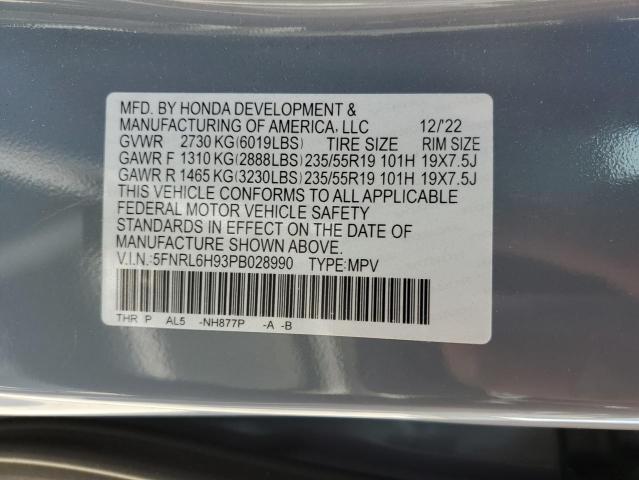 MFD. BY HONDA DEVELOPMENT &
MANUFACTURING OF AMERICA, LLC 12/'22
GVWR 2730 KG(6019LBS) TIRE SIZE RIM SIZE
GAWR F 1310 KG(2888LBS) 235/55R19 101H 19X7.5J
GAWR R 1465 KG(3230LBS) 235/55R19 101H 19X7.5J
THIS VEHICLE CONFORMS TO ALL APPLICABLE
FEDERAL MOTOR VEHICLE SAFETY
STANDARDS IN EFFECT ON THE DATE OF
MANUFACTURE SHOWN ABOVE.
V.I.N.:5FNRL6H93PB028990 TYPE:MPV
THR P AL5 -NH877P -A -B